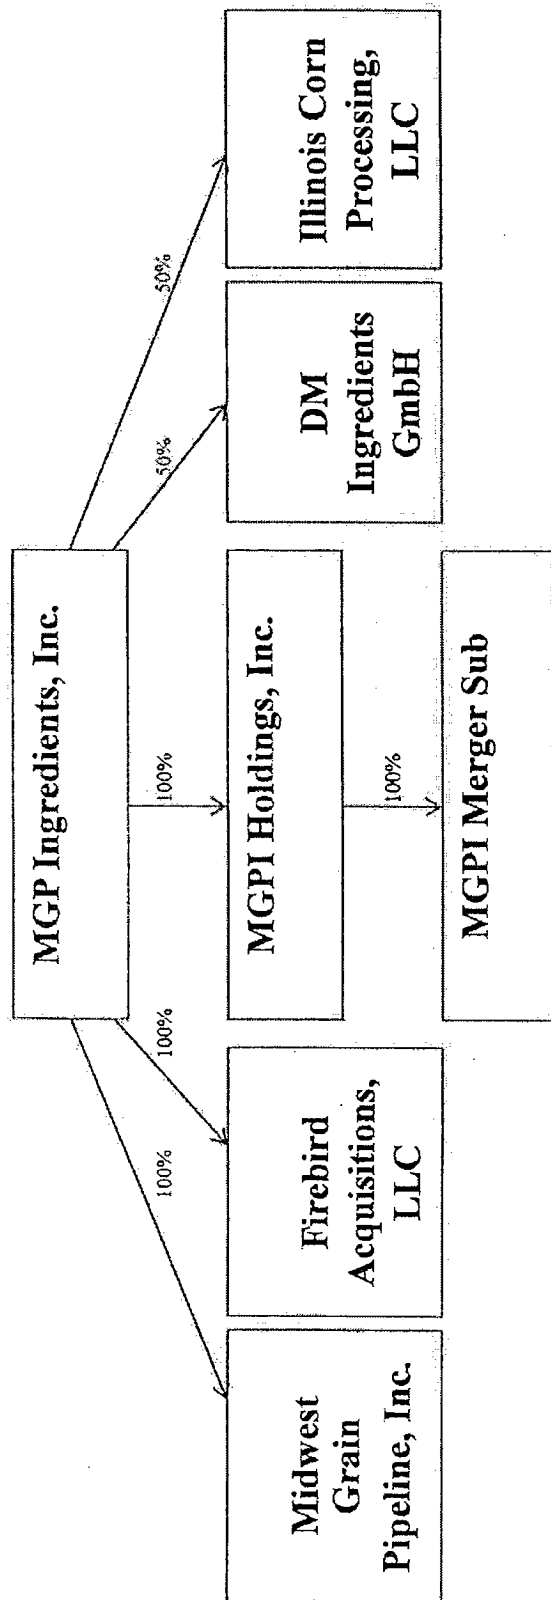 MGP Ingredients, Inc.
100%
100%
100%
50%
50%
Midwest
Grain
Pipeline, Inc.
Firebird
Acquisitions,
LLC
MGPI Holdings, Inc.
DM
Ingredients
GmbH
Illinois Corn
Processing,
LLC
100%
MGPI Merger Sub